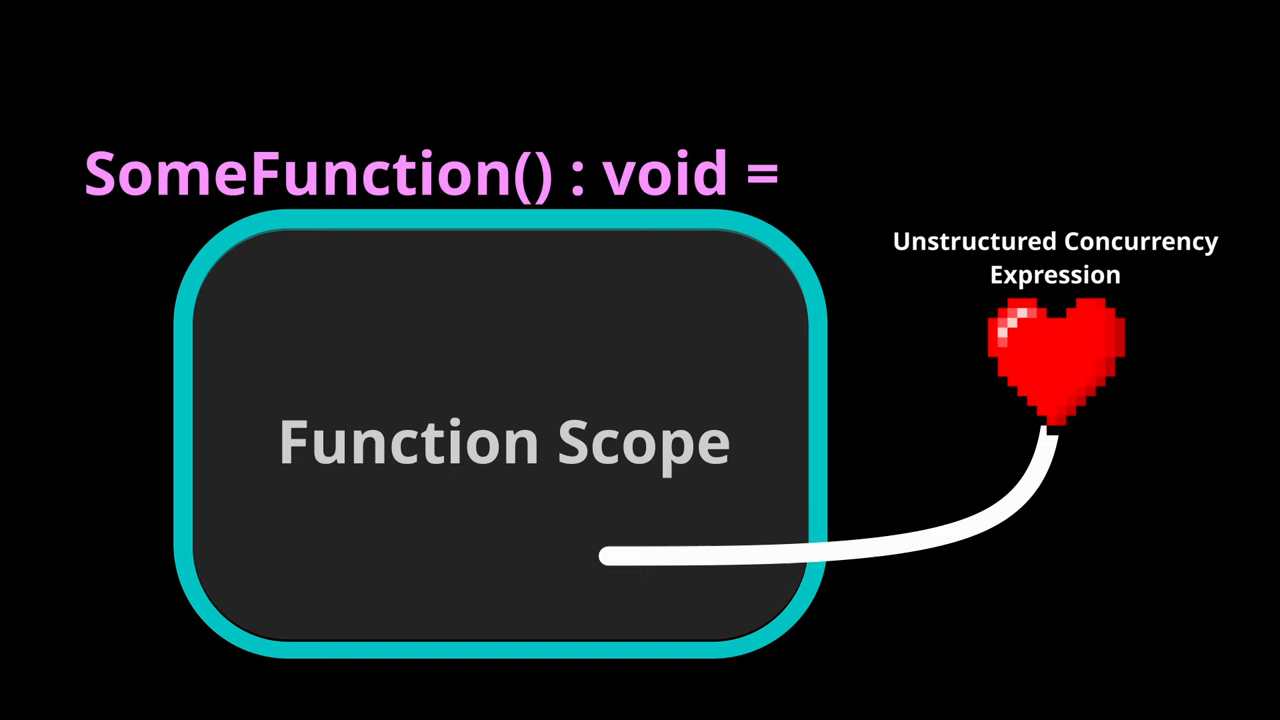 SomeFunction() : void =
Unstructured Concurrency
Expression
Function Scope